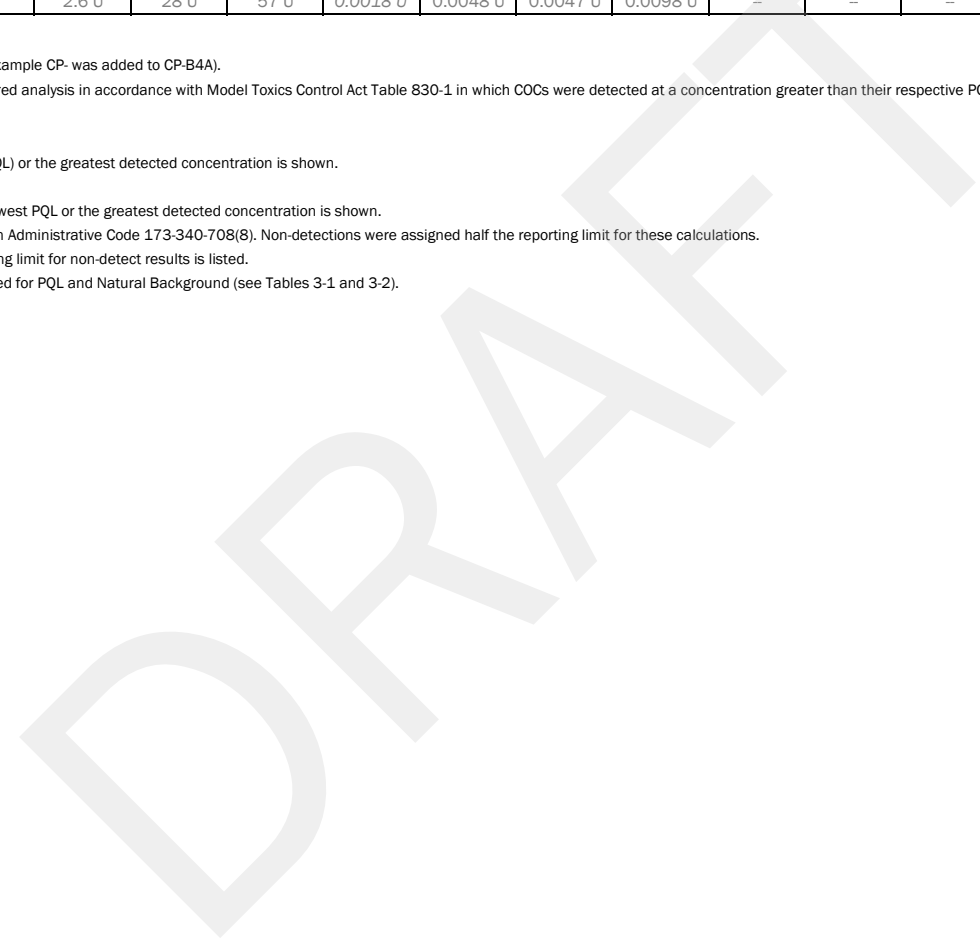 2.6 U 28 U 57 U 0.0018 U 0.0048 U 0.0047 U 0.0098 U -- -- --
ample CP- was added to CP-B4A).
ed analysis in accordance with Model Toxics Control Act Table 830-1 in which COCs were detected at a concentration greater than their respective PQ
QL) or the greatest detected concentration is shown.
west PQL or the greatest detected concentration is shown.
n Administrative Code 173-340-708(8). Non-detections were assigned half the reporting limit for these calculations.
ng limit for non-detect results is listed.
ed for PQL and Natural Background (see Tables 3-1 and 3-2).
DRAFT